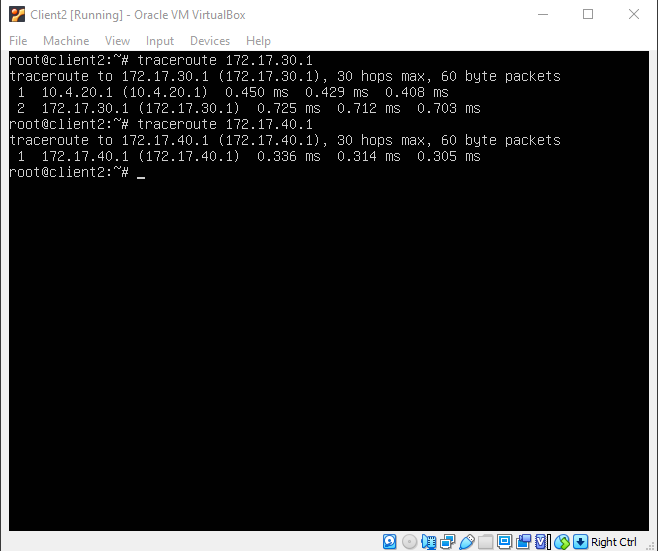 Client2 [Running] - Oracle VM VirtualBox
File Machine View Input Devices Help
root@client2:~# traceroute 172.17.30.1
traceroute to 172.17.30.1 (172.17.30.1), 30 hops max, 60 byte packets
 1  10.4.20.1 (10.4.20.1)  0.450 ms  0.429 ms  0.408 ms
 2  172.17.30.1 (172.17.30.1)  0.725 ms  0.712 ms  0.703 ms
root@client2:~# traceroute 172.17.40.1
traceroute to 172.17.40.1 (172.17.40.1), 30 hops max, 60 byte packets
 1  172.17.40.1 (172.17.40.1)  0.336 ms  0.314 ms  0.305 ms
root@client2:~# _
Right Ctrl